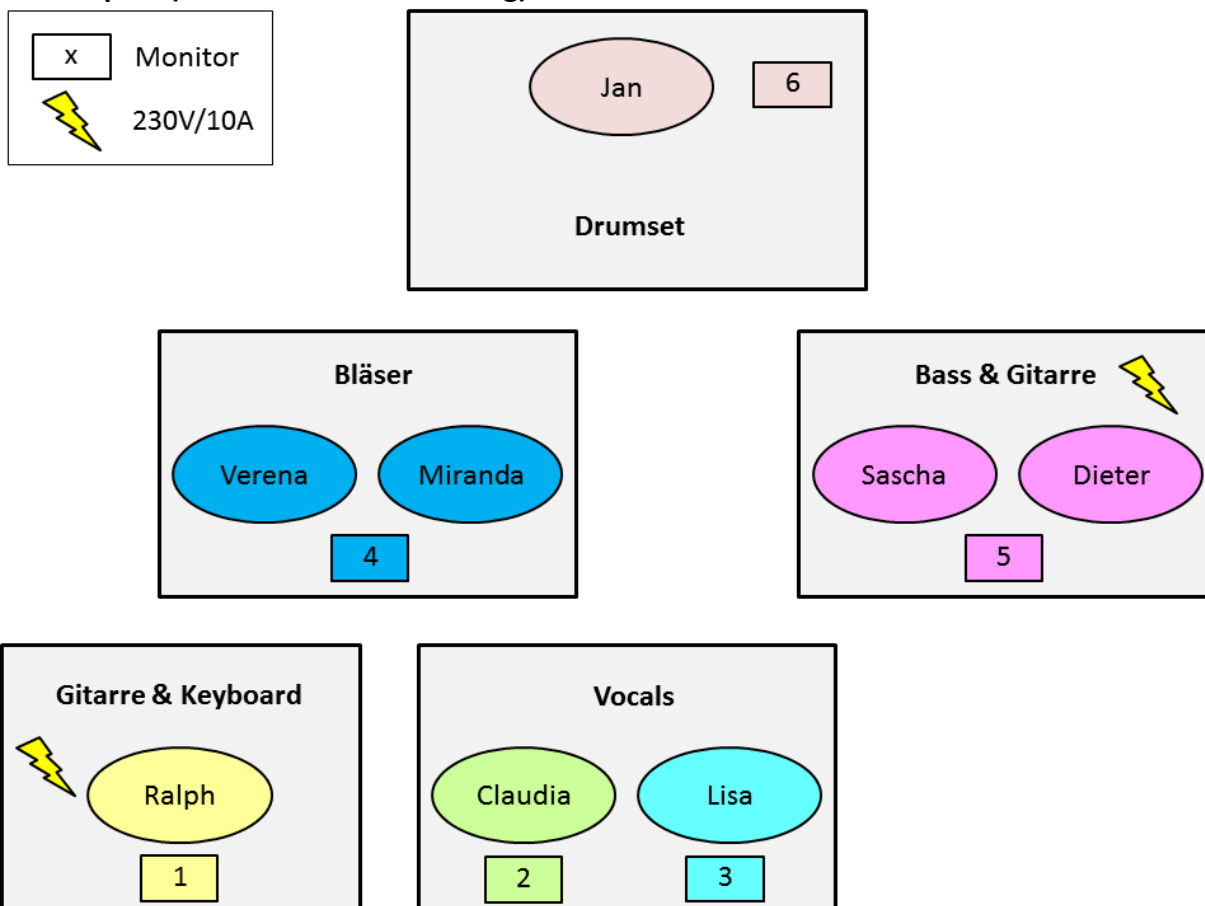 x Monitor
230V/10A
Jan 6
Drumset
Bläser
Verena Miranda
4
Bass & Gitarre
Sascha Dieter
5
Gitarre & Keyboard
Ralph
1
Vocals
Claudia Lisa
2 3